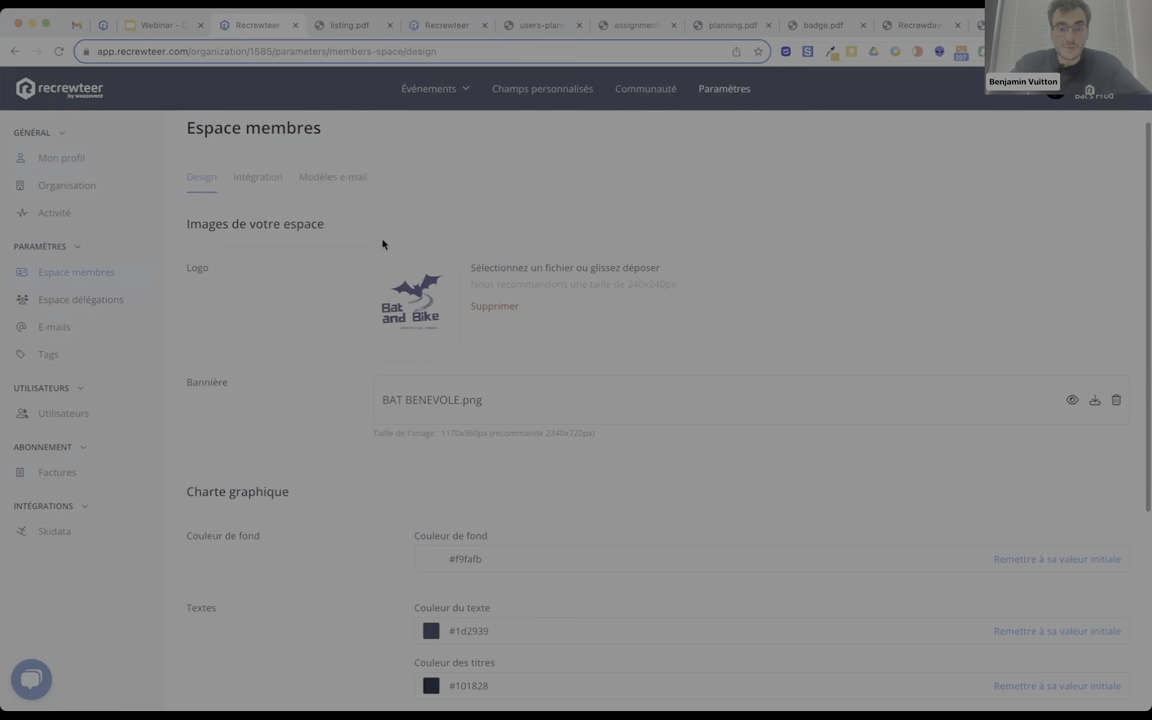 Webinar - G
Recrewteer
listing.pdf
Recrewteer
users-plan
assignmen
planning.pdf
badge.pdf
Recrewda
app.recrewteer.com/organization/1585/parameters/members-space/design
Benjamin Vuitton
recrewteer
by weezevent
Événements
Champs personnalisés
Communauté
Paramètres
Bat's Prod
GÉNÉRAL
Mon profil
Organisation
Activité
PARAMÈTRES
Espace membres
Espace délégations
E-mails
Tags
UTILISATEURS
Utilisateurs
ABONNEMENT
Factures
INTÉGRATIONS
Skidata
Espace membres
Design
Intégration
Modèles e-mail
Images de votre espace
Logo
Bat
and Bike
Sélectionnez un fichier ou glissez déposer
Nous recommandons une taille de 240x240px
Supprimer
Bannière
BAT BENEVOLE.png
Taille de l'image : 1170x360px (recommandé 2340x720px)
Charte graphique
Couleur de fond
Couleur de fond
#f9fafb
Remettre à sa valeur initiale
Textes
Couleur du texte
#1d2939
Remettre à sa valeur initiale
Couleur des titres
#101828
Remettre à sa valeur initiale